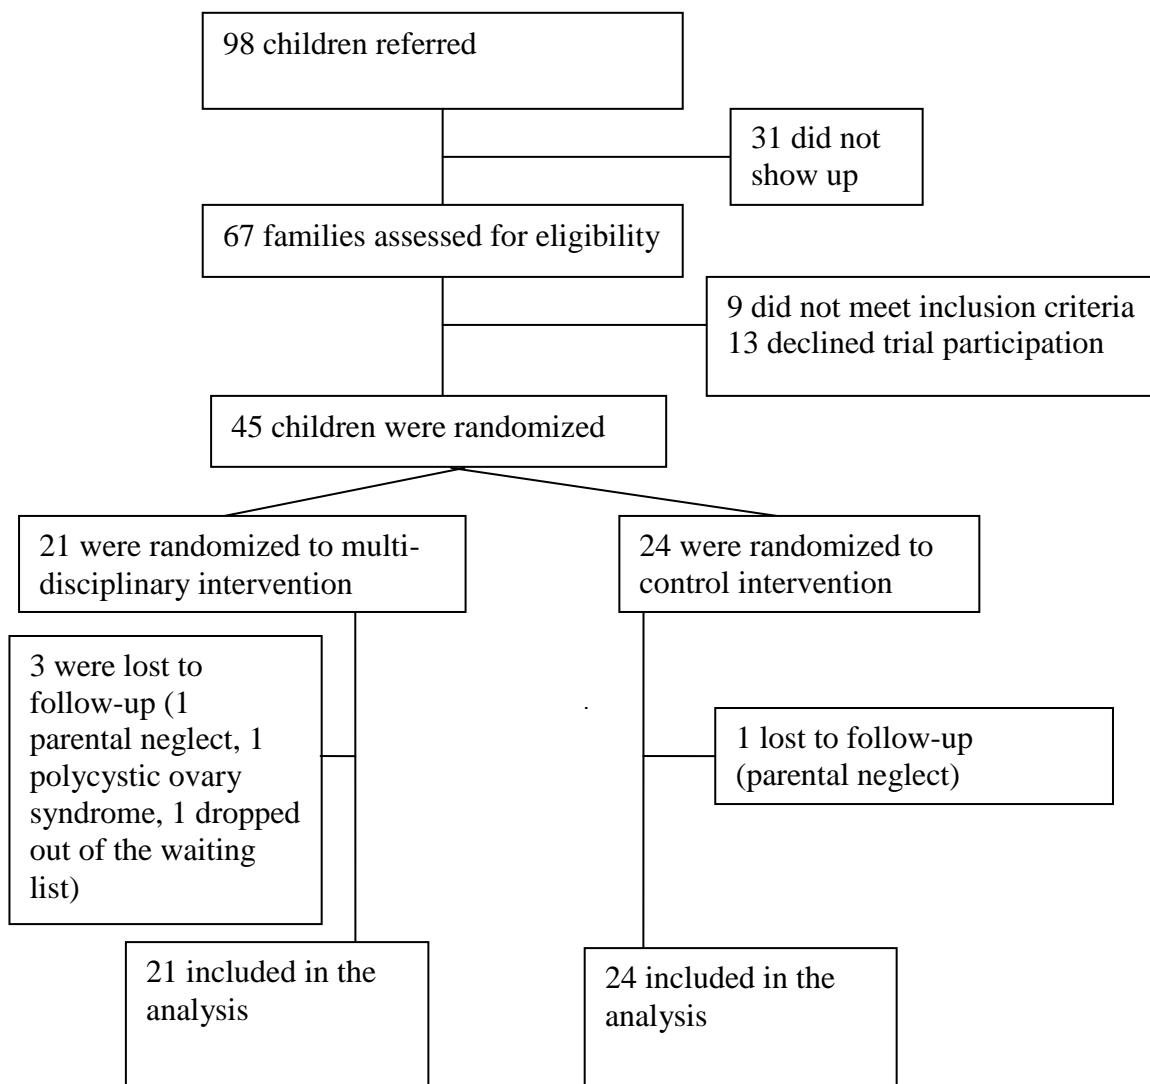 98 children referred
31 did not
show up
67 families assessed for eligibility
9 did not meet inclusion criteria
13 declined trial participation
45 children were randomized
21 were randomized to multi-
disciplinary intervention
24 were randomized to
control intervention
3 were lost to
follow-up (1
parental neglect, 1
polycystic ovary
syndrome, 1 dropped
out of the waiting
list)
1 lost to follow-up
(parental neglect)
21 included in the
analysis
24 included in the
analysis